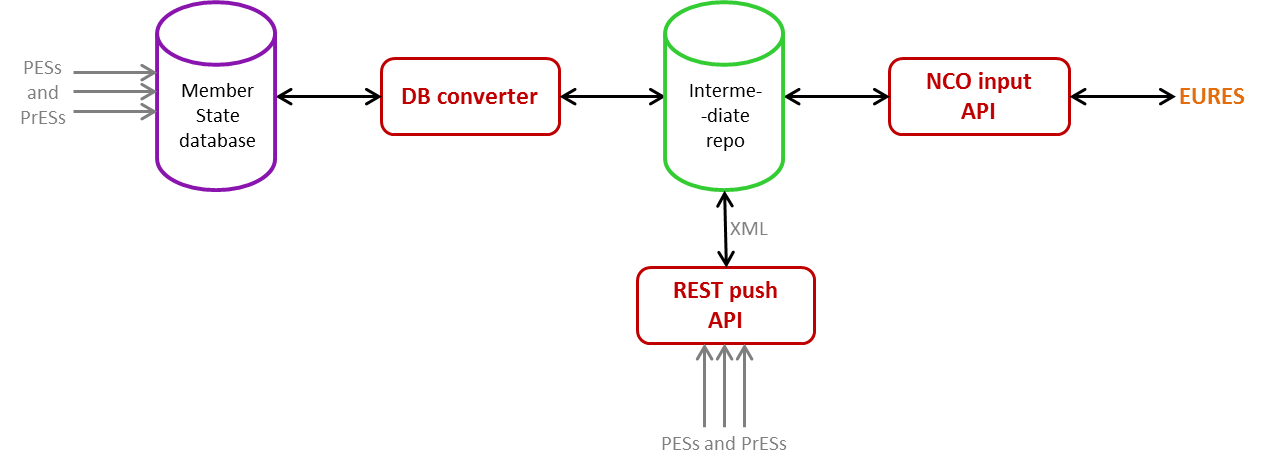 PESs
and
PrESs
Member
State
database
DB converter
Interme-
-diate
repo
NCO input
API
EURES
XML
REST push
API
PESs and PrESs